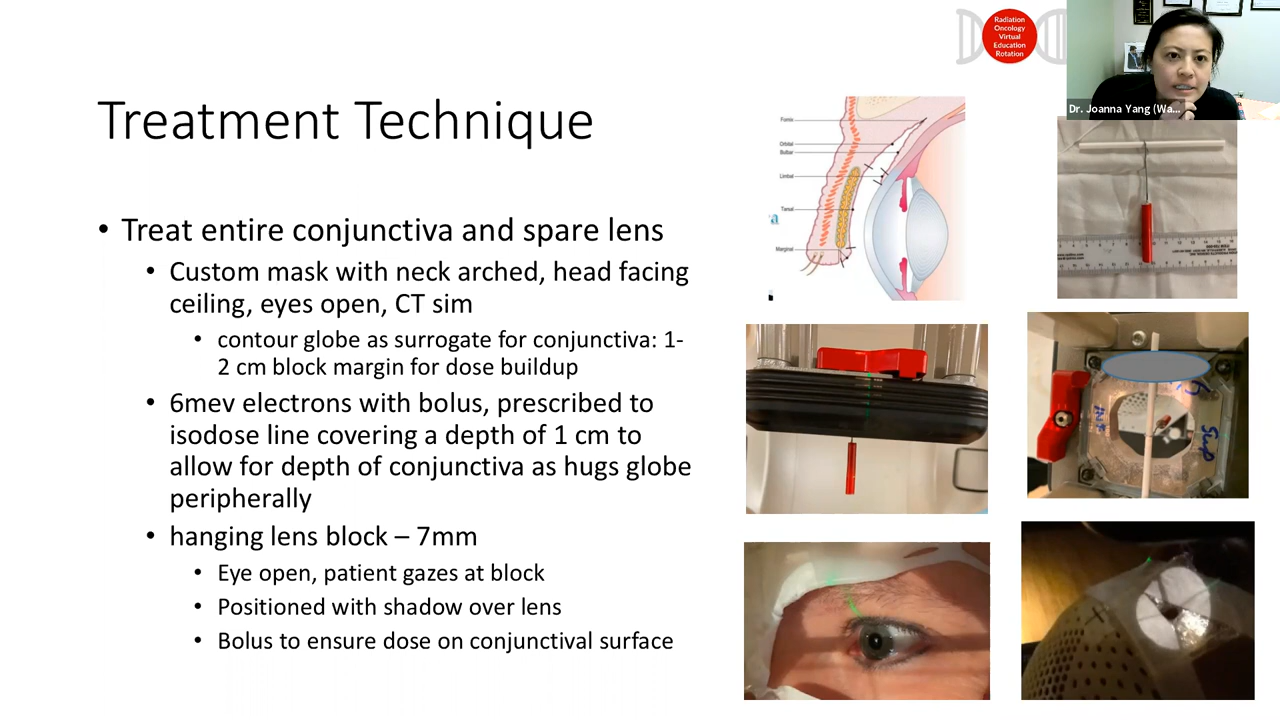 Radiation
Oncology
Virtual
Education
Rotation
Dr. Joanna Yang (Wa...
Treatment Technique
• Treat entire conjunctiva and spare lens
• Custom mask with neck arched, head facing
ceiling, eyes open, CT sim
• contour globe as surrogate for conjunctiva: 1-
2 cm block margin for dose buildup
• 6mev electrons with bolus, prescribed to
isodose line covering a depth of 1 cm to
allow for depth of conjunctiva as hugs globe
peripherally
• hanging lens block – 7mm
• Eye open, patient gazes at block
• Positioned with shadow over lens
• Bolus to ensure dose on conjunctival surface
Fornix
Orbital
Bulbar
Limbal
Tarsal
Marginal
a
Sup